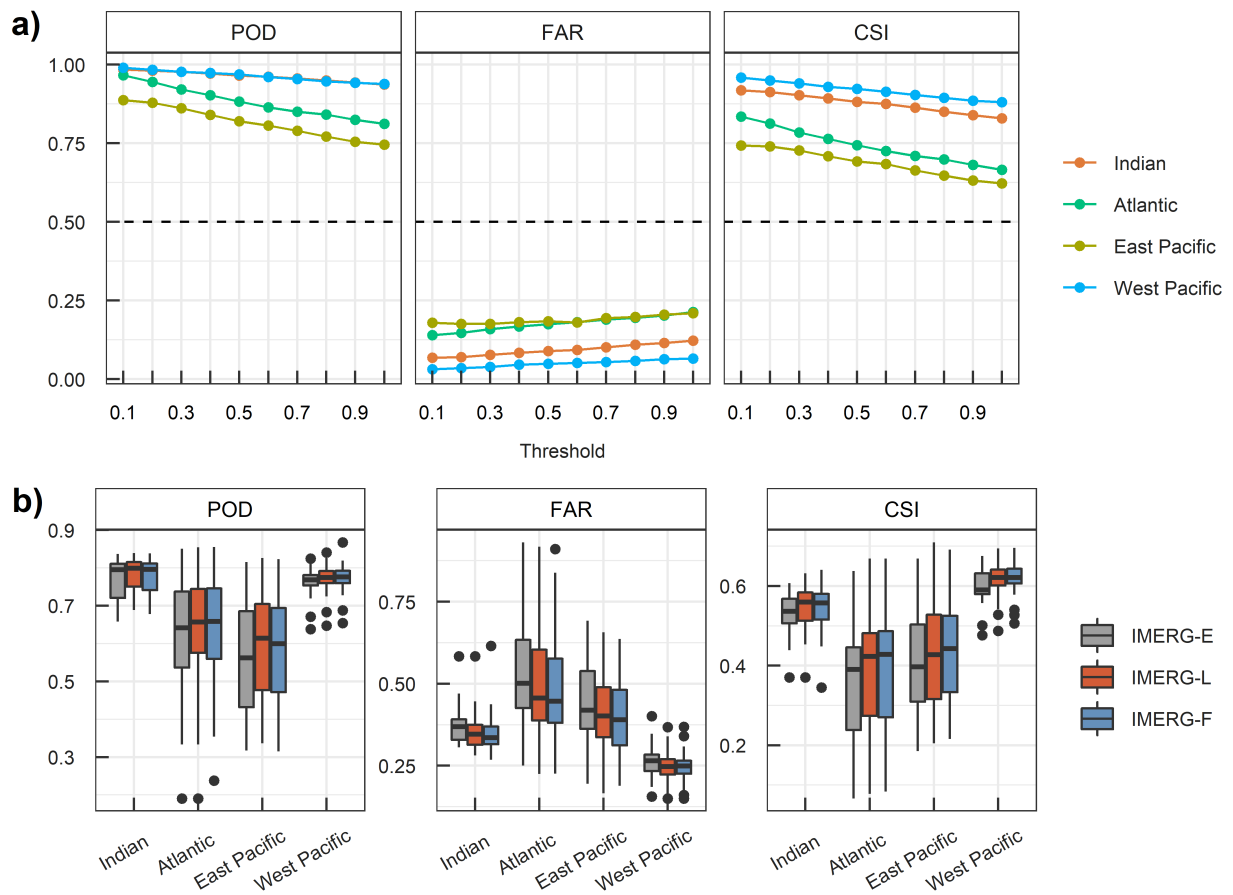 a)
POD FAR CSI
1.00
0.75
0.50
0.25
0.00
0.1 0.3 0.5 0.7 0.9 0.1 0.3 0.5 0.7 0.9 0.1 0.3 0.5 0.7 0.9
Threshold
Indian
Atlantic
East Pacific
West Pacific
b)
POD
0.9
0.7
0.5
0.3
Indian Atlantic East Pacific West Pacific
FAR
0.75
0.50
0.25
Indian Atlantic East Pacific West Pacific
CSI
0.6
0.4
0.2
Indian Atlantic East Pacific West Pacific
IMERG-E
IMERG-L
IMERG-F